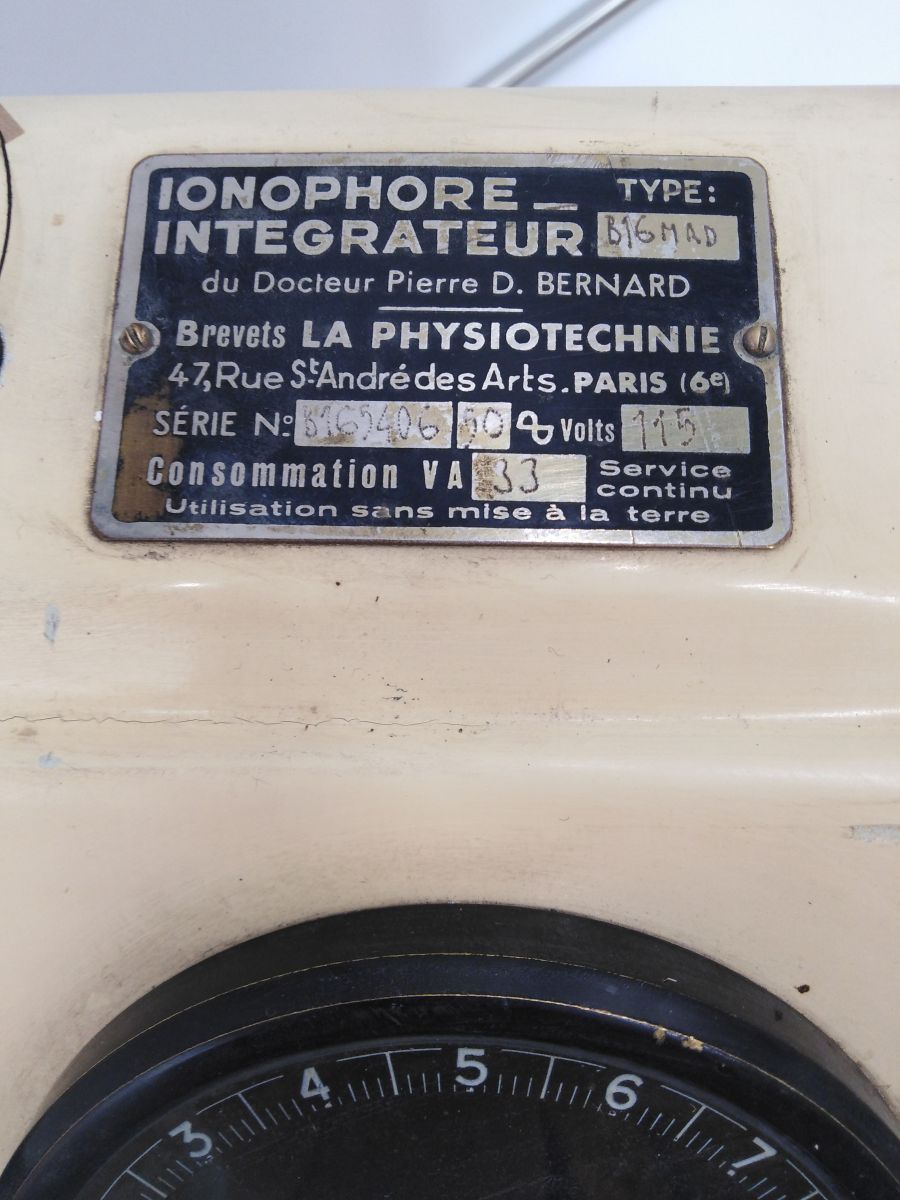 IONOPHORE_ TYPE:
INTEGRATEUR B16MAD
du Docteur Pierre D. BERNARD
Brevets LA PHYSIOTECHNIE
47, Rue St. André des Arts. PARIS (6e)
SÉRIE No: B165406 50 Volts 115
Consommation VA 33 Service continu
Utilisation sans mise à la terre
3 4 5 6 7